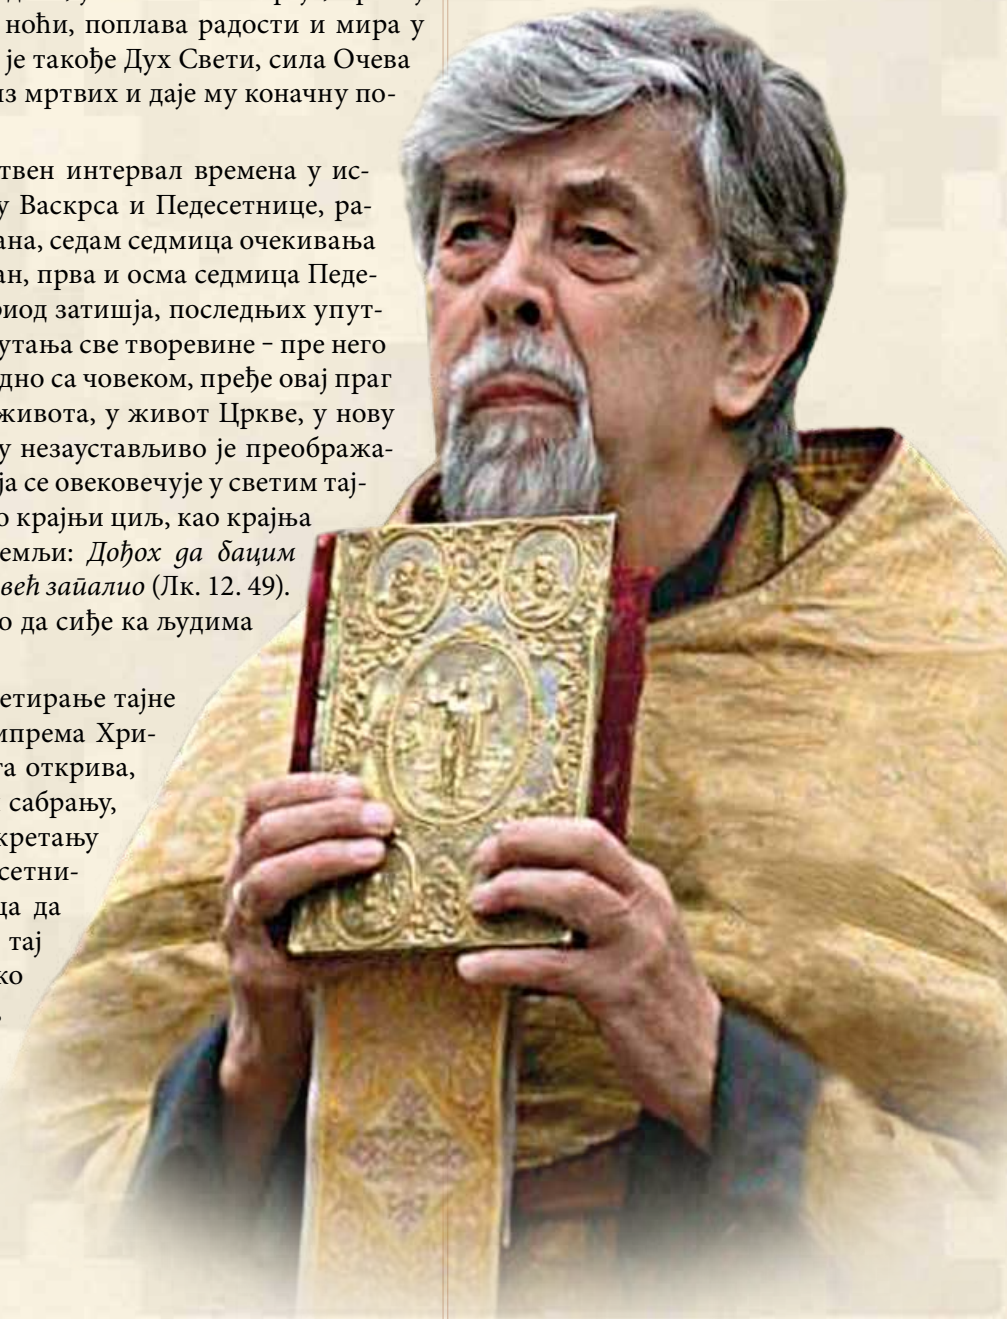 ноћи, поплава радости и мира у
је такође Дух Свети, сила Очева
из мртвих и даје му коначну по-
твен интервал времена у ис-
у Васкрса и Педесетнице, ра-
ана, седам седмица очекивања
ан, прва и осма седмица Педе-
риод затишја, последњих упут-
утања све творевине – пре него
дно са човеком, пређе овај праг
живота, у живот Цркве, у нову
у незаустављиво је преобража-
ја се овековечује у светим тај-
о крајњи циљ, као крајња
емљи: Дођох да бацим
већ запалио (Лк. 12. 49).
о да сиђе ка људима
етирање тајне
ипрема Хри-
га открива,
сабрању,
кретању
сетни-
ца да
тај
ко